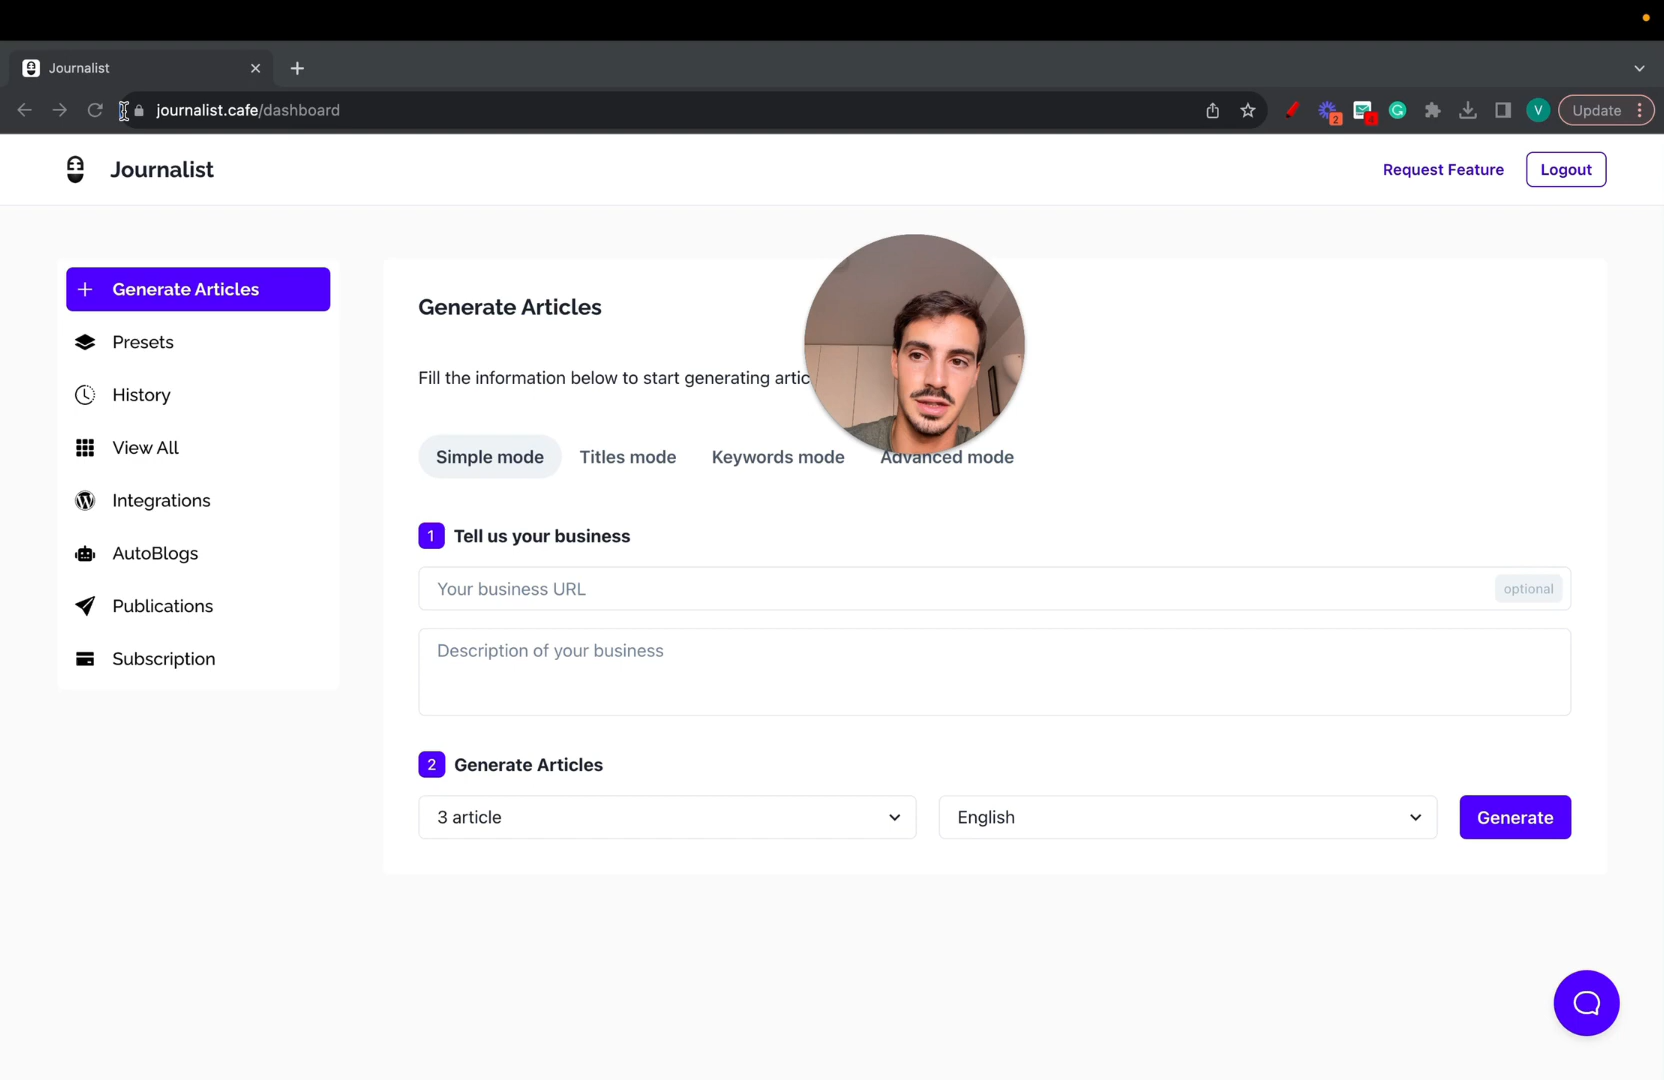 Journalist
journalist.cafe/dashboard
2
V
Update
Journalist
Request Feature
Logout
Generate Articles
Presets
History
View All
Integrations
AutoBlogs
Publications
Subscription
Generate Articles
Fill the information below to start generating artic
Simple mode
Titles mode
Keywords mode
Advanced mode
1 Tell us your business
Your business URL
optional
Description of your business
2 Generate Articles
3 article
English
Generate